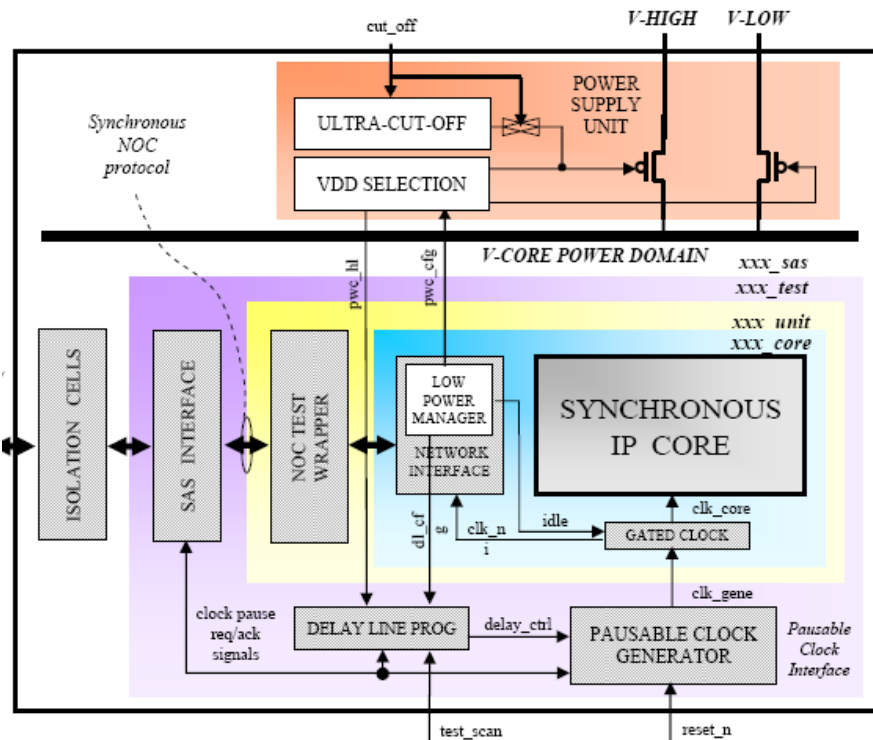 cut_off
V-HIGH
V-LOW
POWER
SUPPLY
UNIT
ULTRA-CUT-OFF
VDD SELECTION
Synchronous
NOC
protocol
V-CORE POWER DOMAIN
pwc_hl
pwc_cfg
xxx_sas
xxx_test
xxx_unit
xxx_core
ISOLATION CELLS
SAS INTERFACE
NOC TEST
WRAPPER
LOW
POWER
MANAGER
NETWORK
INTERFACE
SYNCHRONOUS
IP CORE
dl_cf
g
clk_n
i
idle
clk_core
GATED CLOCK
clk_gene
clock pause
req/ack
signals
DELAY LINE PROG
delay_ctrl
PAUSABLE CLOCK
GENERATOR
Pausable
Clock
Interface
test_scan
reset_n